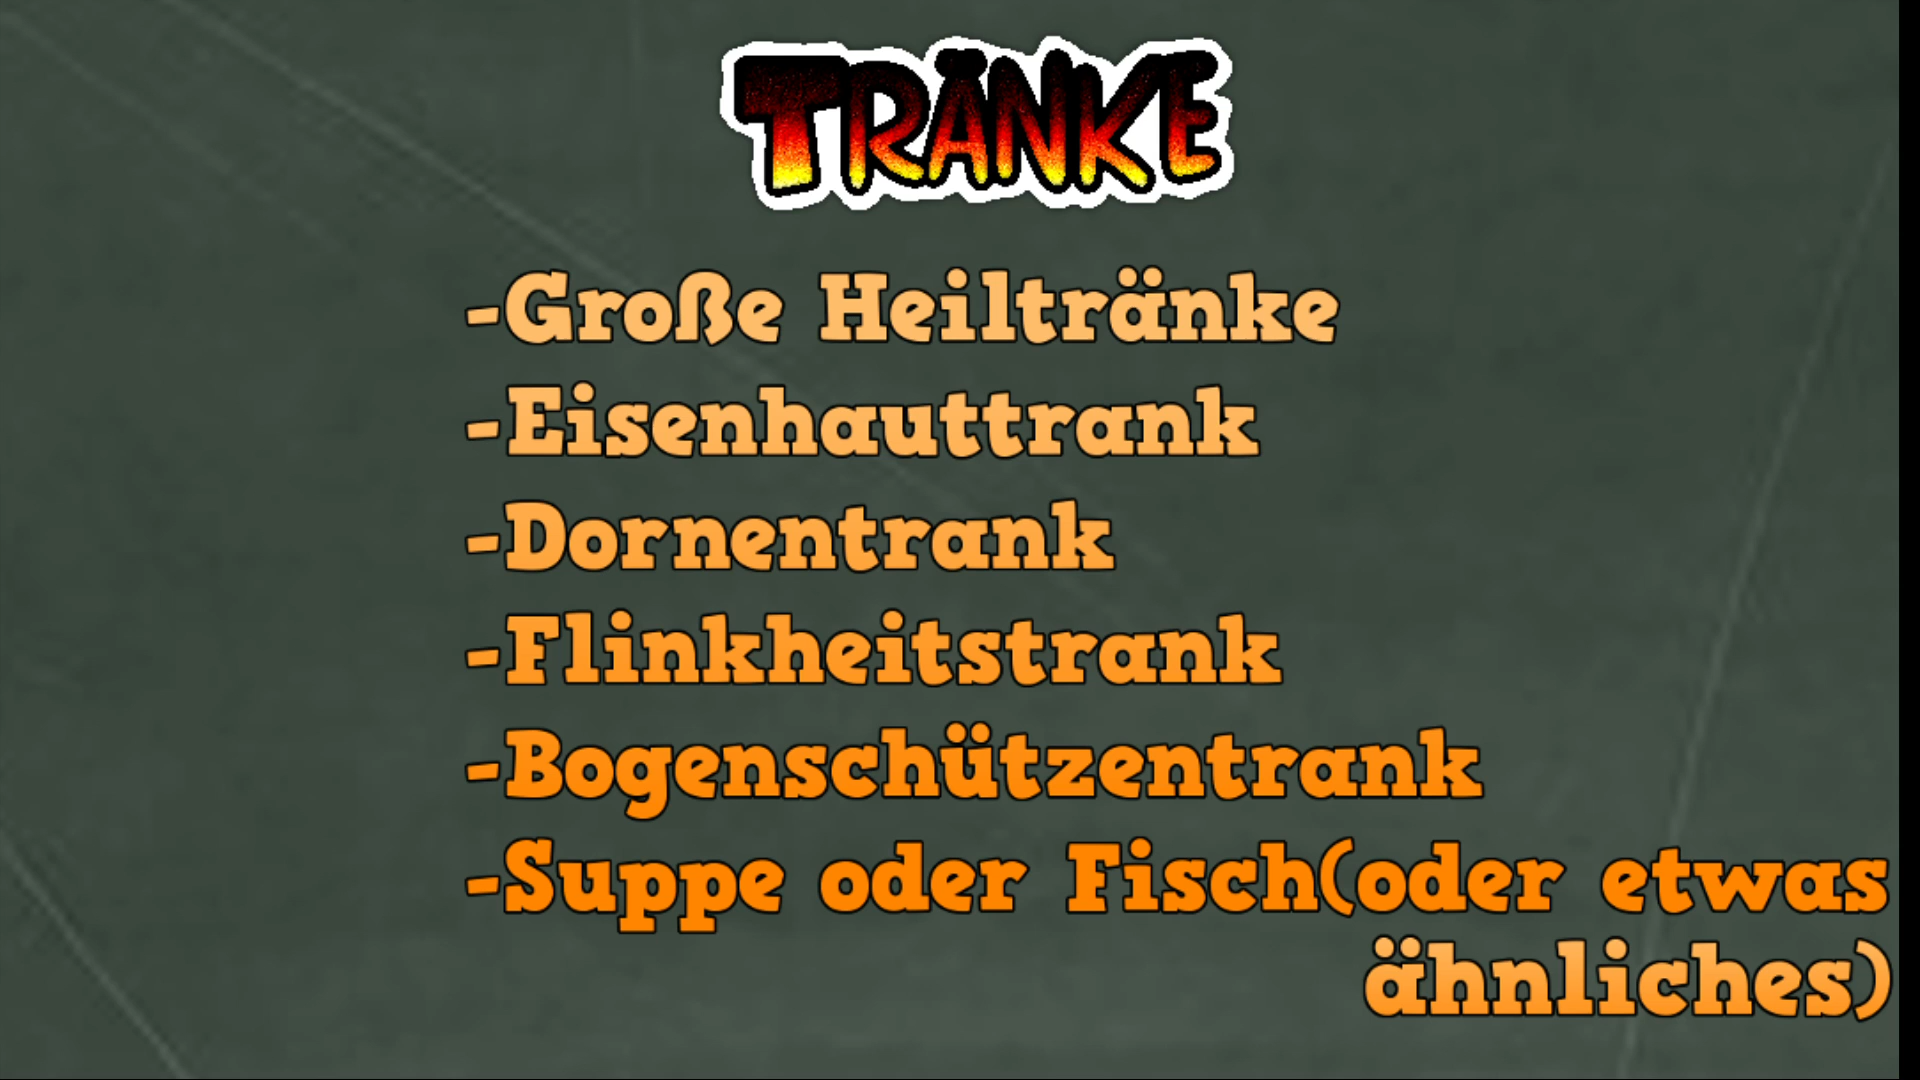 TRÄNKE
-Große Heiltränke
-Eisenhauttrank
-Dornentrank
-Flinkheitstrank
-Bogenschützentrank
-Suppe oder Fisch(oder etwas
ähnliches)